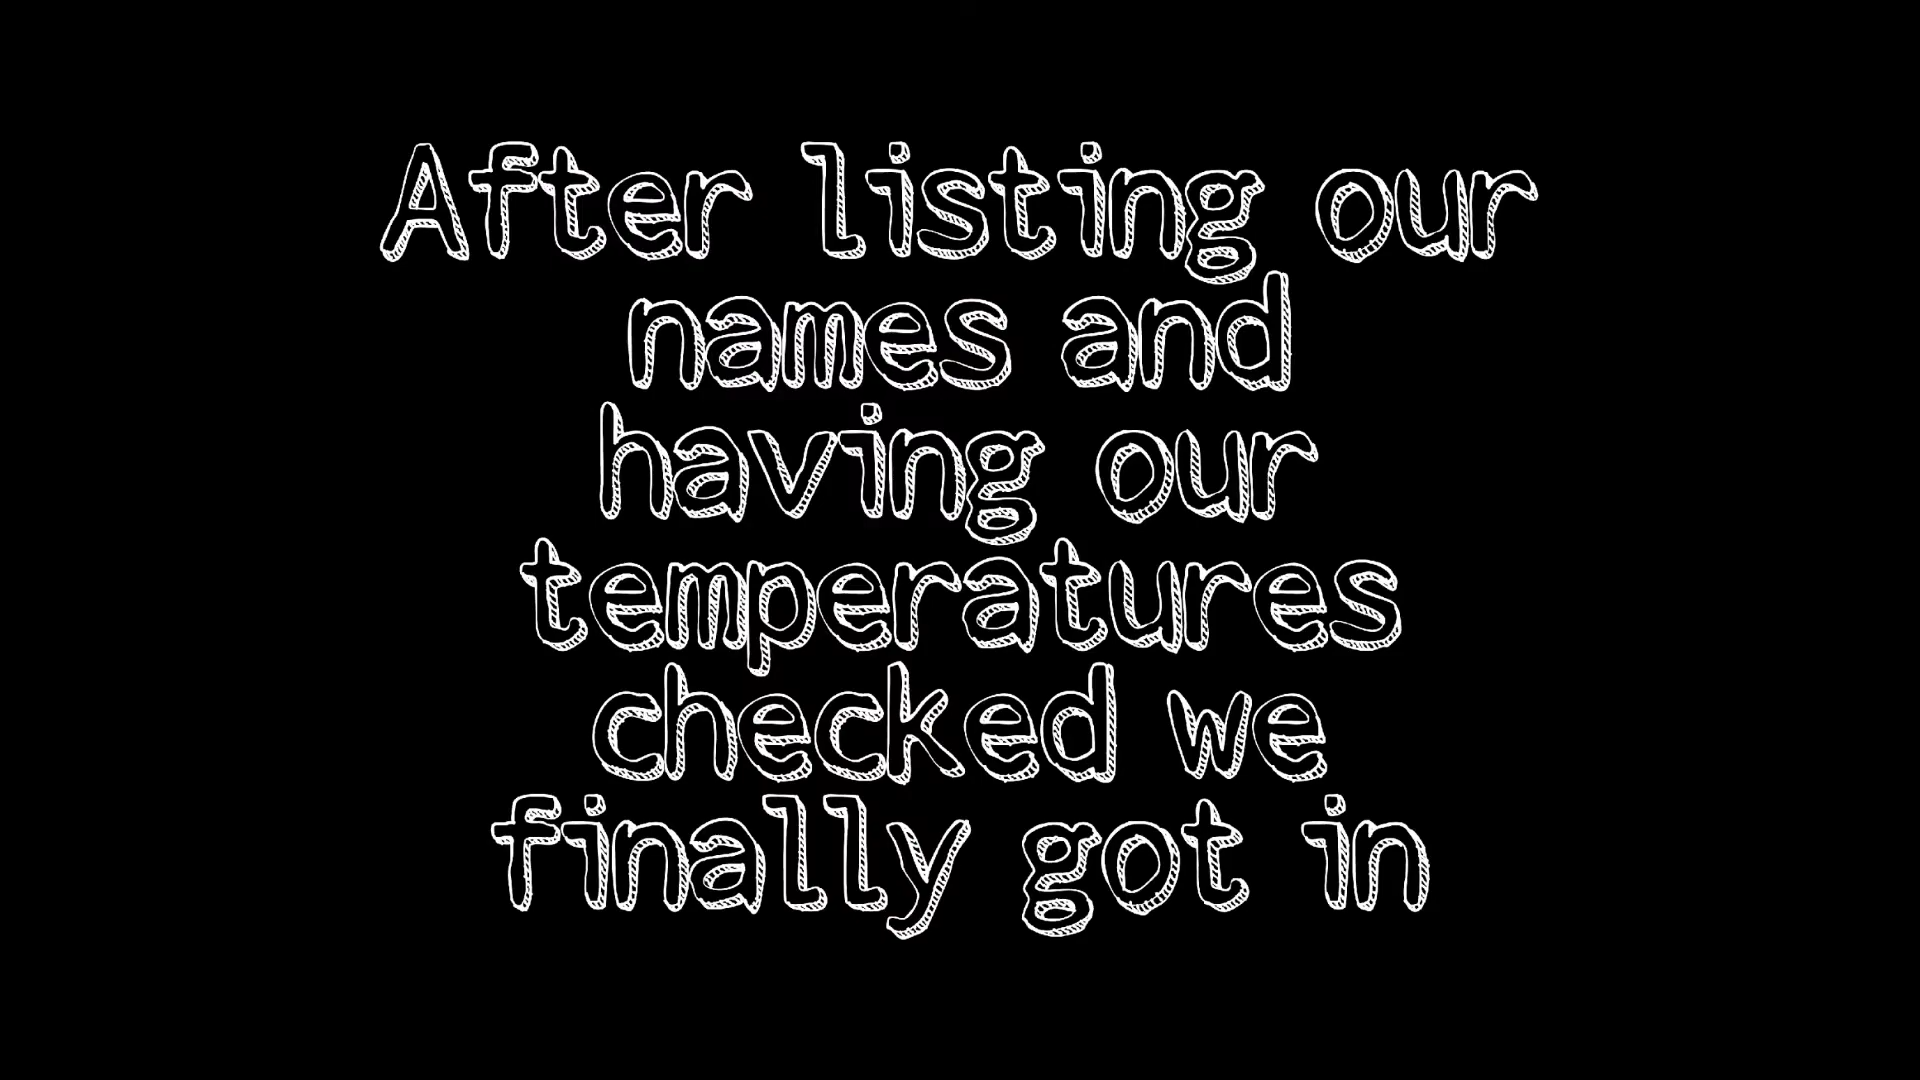 After listing our
names and
having our
temperatures
checked we
finally got in